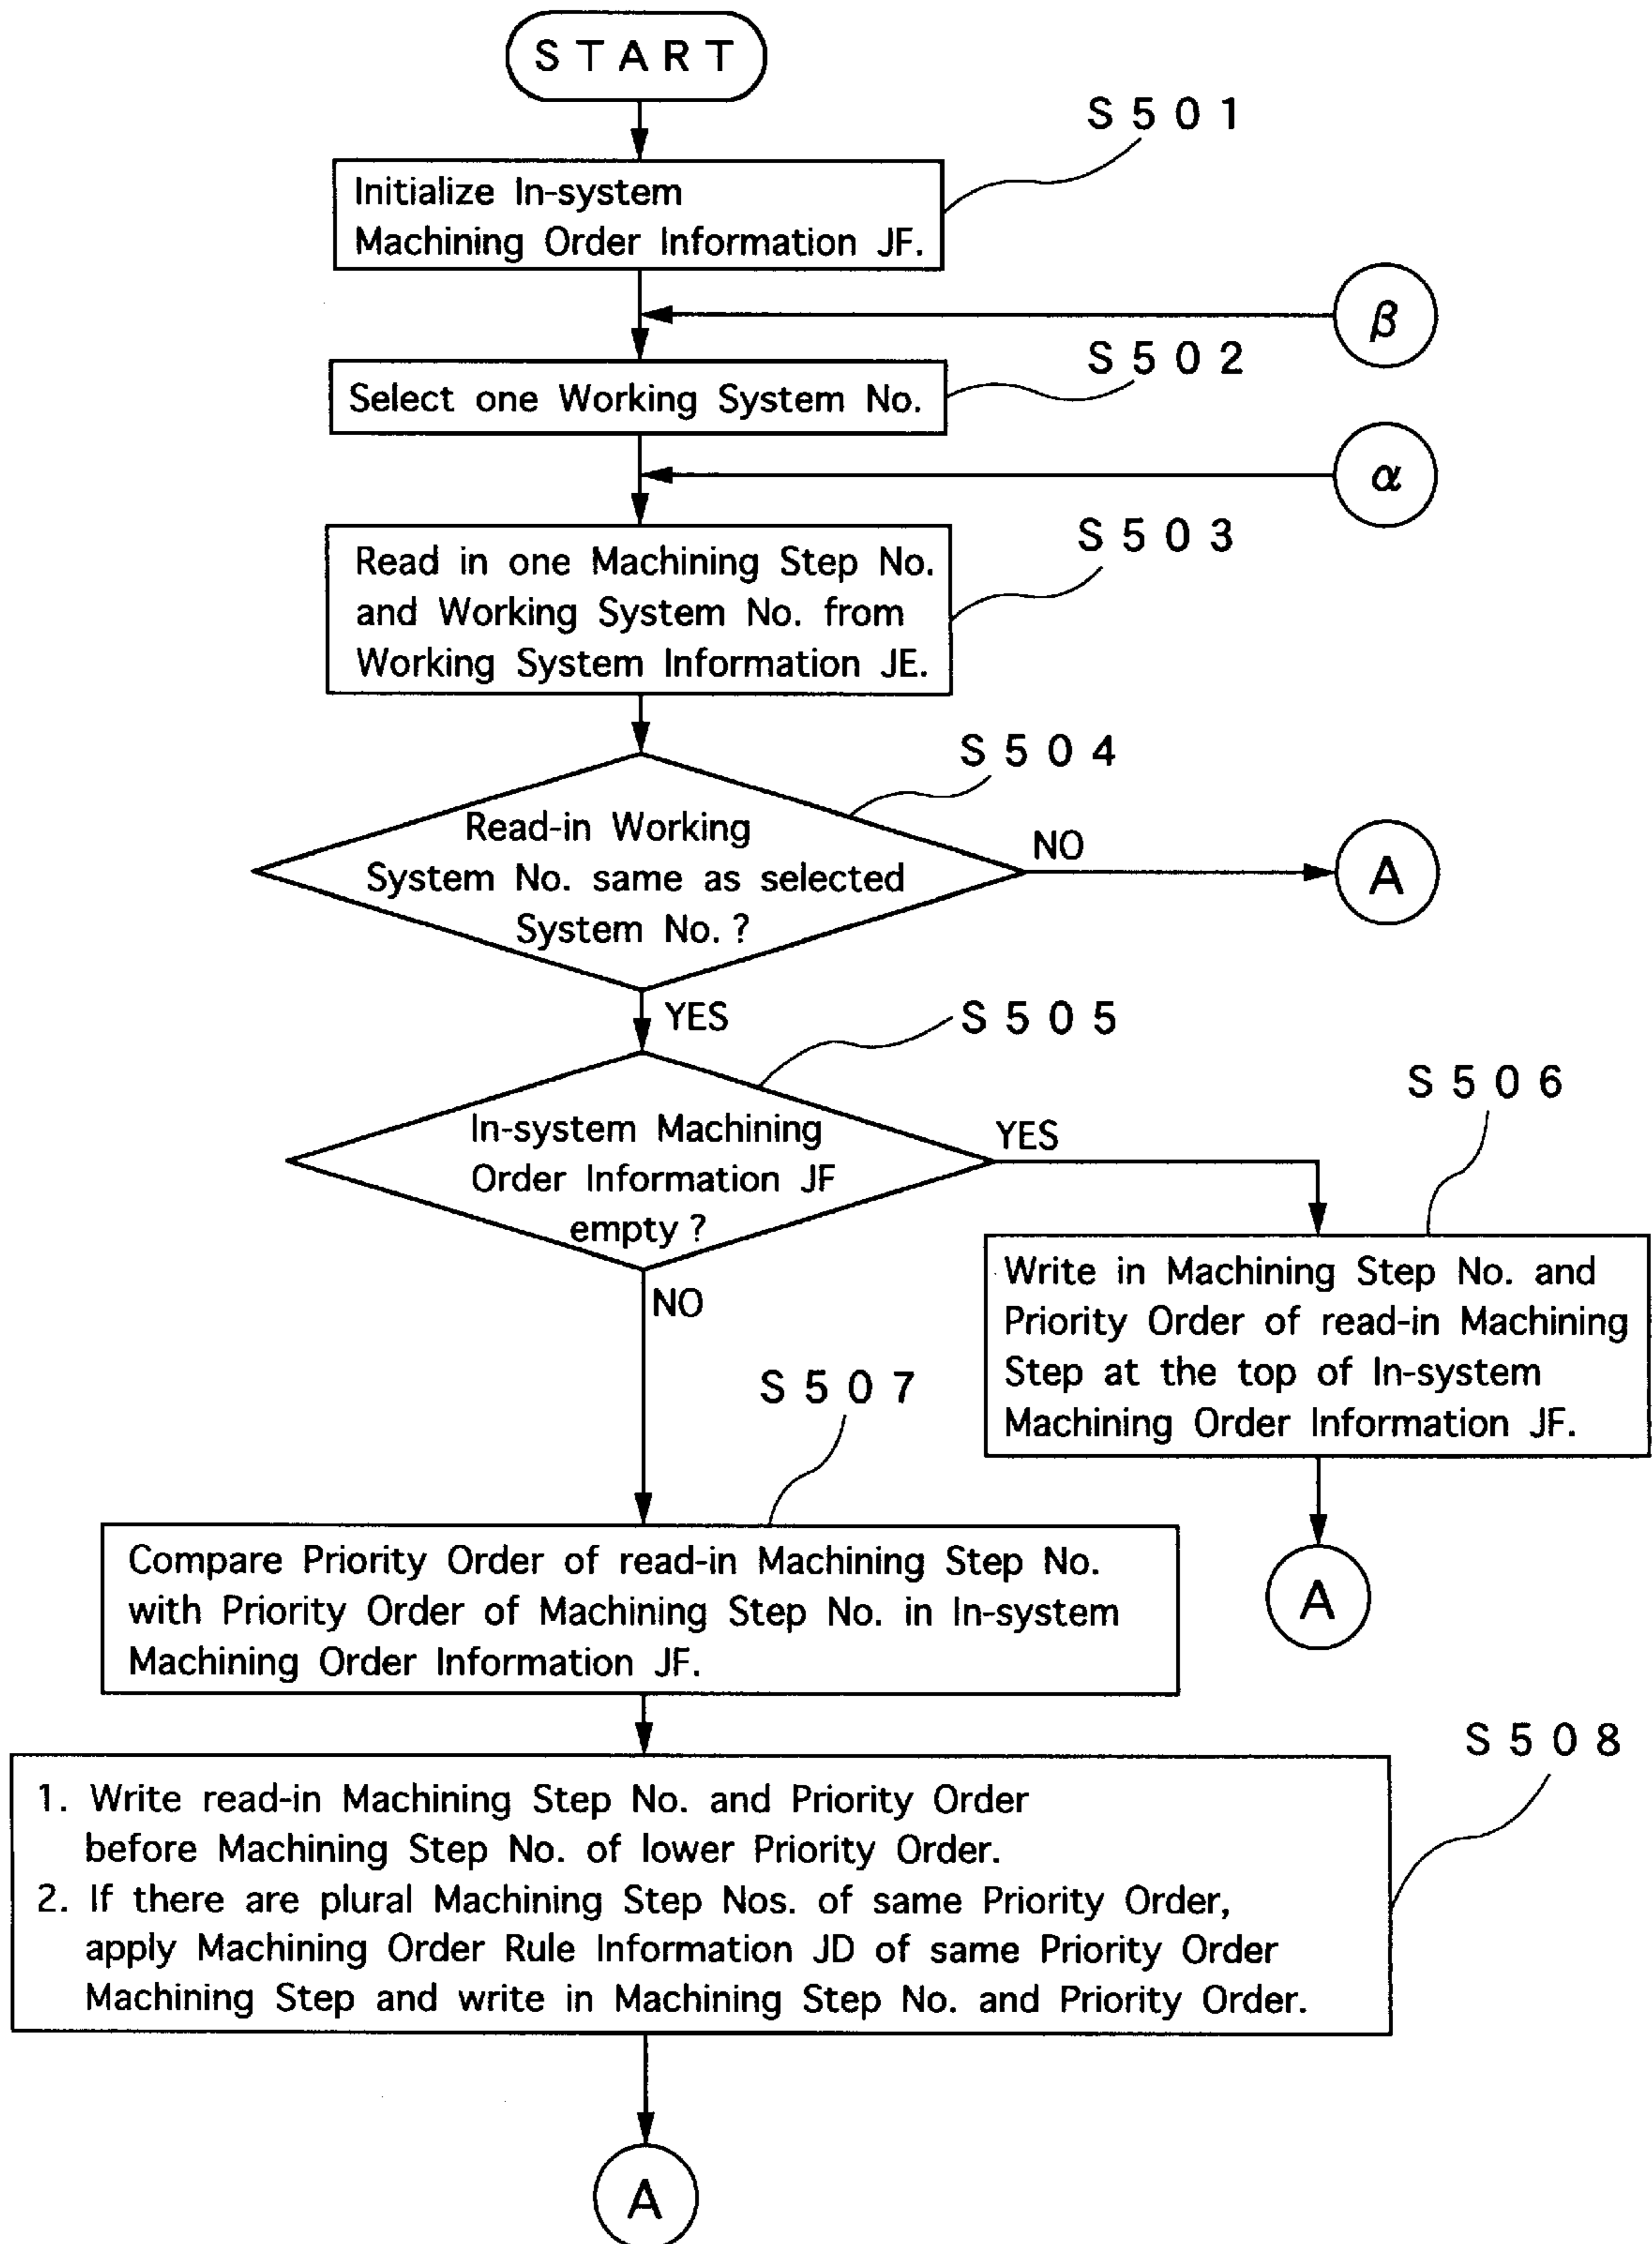 START
S501
Initialize In-system
Machining Order Information JF.
β
S502
Select one Working System No.
α
S503
Read in one Machining Step No.
and Working System No. from
Working System Information JE.
S504
Read-in Working
System No. same as selected
System No. ?
NO
A
YES
S505
In-system Machining
Order Information JF
empty ?
YES
S506
Write in Machining Step No. and
Priority Order of read-in Machining
Step at the top of In-system
Machining Order Information JF.
A
NO
S507
Compare Priority Order of read-in Machining Step No.
with Priority Order of Machining Step No. in In-system
Machining Order Information JF.
S508
1. Write read-in Machining Step No. and Priority Order
before Machining Step No. of lower Priority Order.
2. If there are plural Machining Step Nos. of same Priority Order,
apply Machining Order Rule Information JD of same Priority Order
Machining Step and write in Machining Step No. and Priority Order.
A